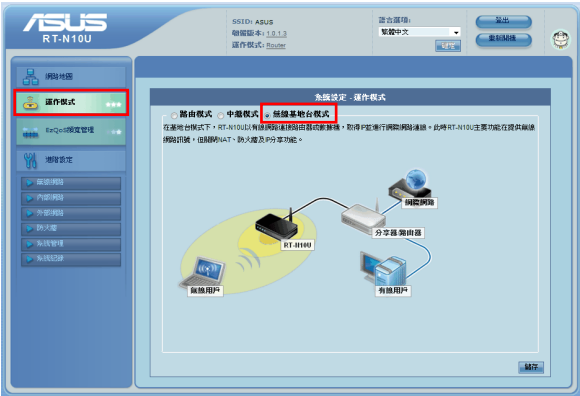 ASUS
RT-N10U
SSID: ASUS
韌體版本: 1.0.1.3
運作模式: Router
語言選項:
繁體中文
設定
登出
重新開機
網路地圖
運作模式
EzQoS頻寬管理
進階設定
無線網路
內部網路
外部網路
防火牆
系統管理
系統記錄
系統設定 - 運作模式
路由模式 中繼模式 無線基地台模式
在基地台模式下，RT-N10U以有線網路連接路由器或數據機，取得IP並進行網際網路連線。此時RT-N10U主要功能在提供無線
網路訊號，但關閉NAT、防火牆及IP分享功能。
網際網路
分享器/路由器
RT-N10U
無線用戶
有線用戶
儲存